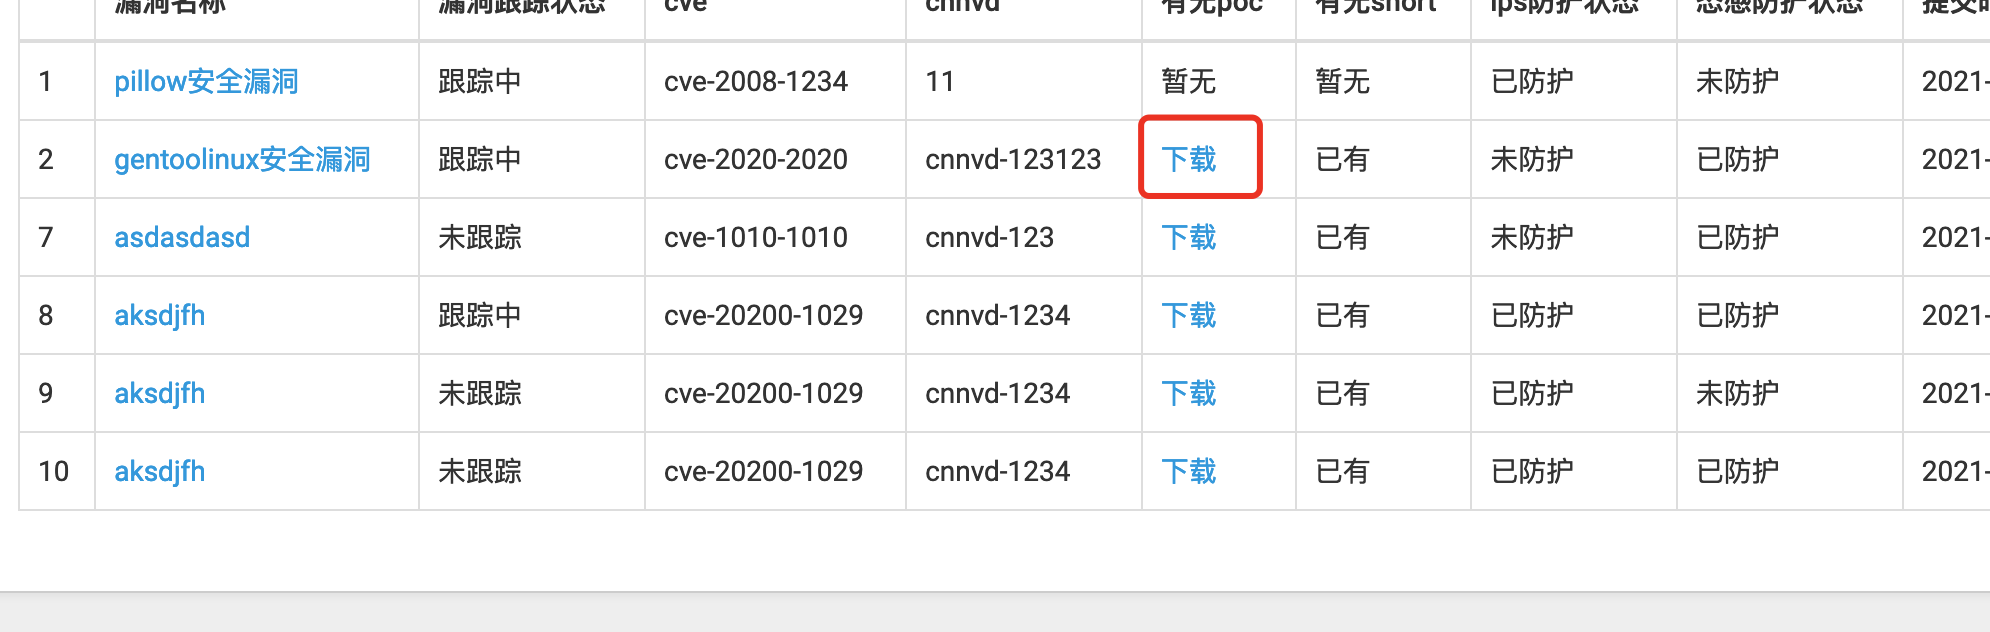 漏洞名称 漏洞跟踪状态 cve cnnvd 有无poc 有无snort ips防护状态 态感防护状态
1 pillow安全漏洞 跟踪中 cve-2008-1234 11 暂无 暂无 已防护 未防护 2021-
2 gentoolinux安全漏洞 跟踪中 cve-2020-2020 cnnvd-123123 下载 已有 未防护 已防护 2021-
7 asdasdasd 未跟踪 cve-1010-1010 cnnvd-123 下载 已有 未防护 已防护 2021-
8 aksdjfh 跟踪中 cve-20200-1029 cnnvd-1234 下载 已有 已防护 已防护 2021-
9 aksdjfh 未跟踪 cve-20200-1029 cnnvd-1234 下载 已有 已防护 未防护 2021-
10 aksdjfh 未跟踪 cve-20200-1029 cnnvd-1234 下载 已有 已防护 已防护 2021-